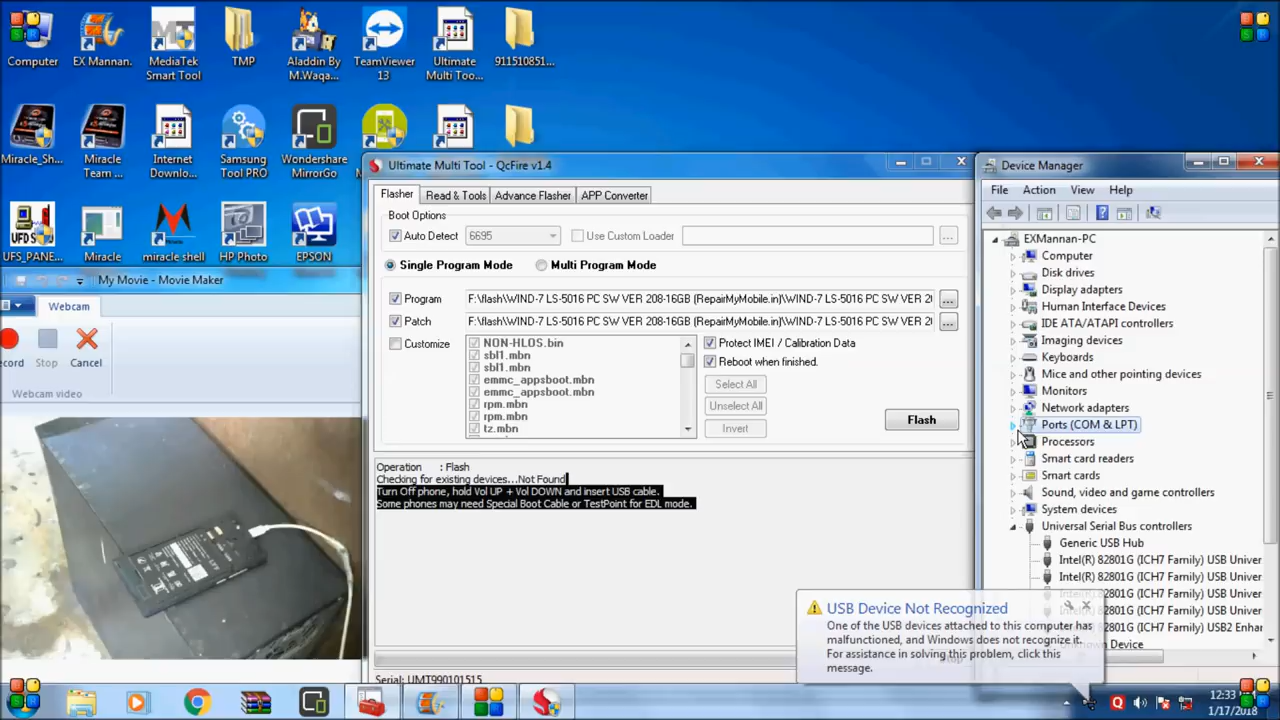 Computer
EX Mannan.
MediaTek Smart Tool
TMP
Aladdin By M.Waqa...
TeamViewer 13
Ultimate Multi Too...
911510851...
Miracle_Sh...
Miracle Team ...
Internet Downlo...
Samsung Tool PRO
Wondershare MirrorGo
UFS_PANE...
Miracle
miracle shell
HP Photo
EPSON
My Movie - Movie Maker
Webcam
ecord
Stop
Cancel
Webcam video
Ultimate Multi Tool - QcFire v1.4
Flasher
Read & Tools
Advance Flasher
APP Converter
Boot Options
Auto Detect
6695
Use Custom Loader
...
Single Program Mode
Multi Program Mode
Program
F:\flash\WIND-7 LS-5016 PC SW VER 208-16GB (RepairMyMobile.in)\WIND-7 LS-5016 PC SW VER 20
...
Patch
F:\flash\WIND-7 LS-5016 PC SW VER 208-16GB (RepairMyMobile.in)\WIND-7 LS-5016 PC SW VER 20
...
Customize
NON-HLOS.bin
sbl1.mbn
sbl1.mbn
emmc_appsboot.mbn
emmc_appsboot.mbn
rpm.mbn
rpm.mbn
tz.mbn
Protect IMEI / Calibration Data
Reboot when finished.
Select All
Unselect All
Invert
Flash
Operation : Flash
Checking for existing devices...Not Found
Turn Off phone, hold Vol UP + Vol DOWN and insert USB cable.
Some phones may need Special Boot Cable or TestPoint for EDL mode.
Serial: UMT990101515
Device Manager
File
Action
View
Help
EXMannan-PC
Computer
Disk drives
Display adapters
Human Interface Devices
IDE ATA/ATAPI controllers
Imaging devices
Keyboards
Mice and other pointing devices
Monitors
Network adapters
Ports (COM & LPT)
Processors
Smart card readers
Smart cards
Sound, video and game controllers
System devices
Universal Serial Bus controllers
Generic USB Hub
Intel(R) 82801G (ICH7 Family) USB Univer
Intel(R) 82801G (ICH7 Family) USB Univer
801G (ICH7 Family) USB Univer
801G (ICH7 Family) USB Univer
801G (ICH7 Family) USB2 Enhar
Device
USB Device Not Recognized
One of the USB devices attached to this computer has
malfunctioned, and Windows does not recognize it.
For assistance in solving this problem, click this
message.
12:33
1/17/2018